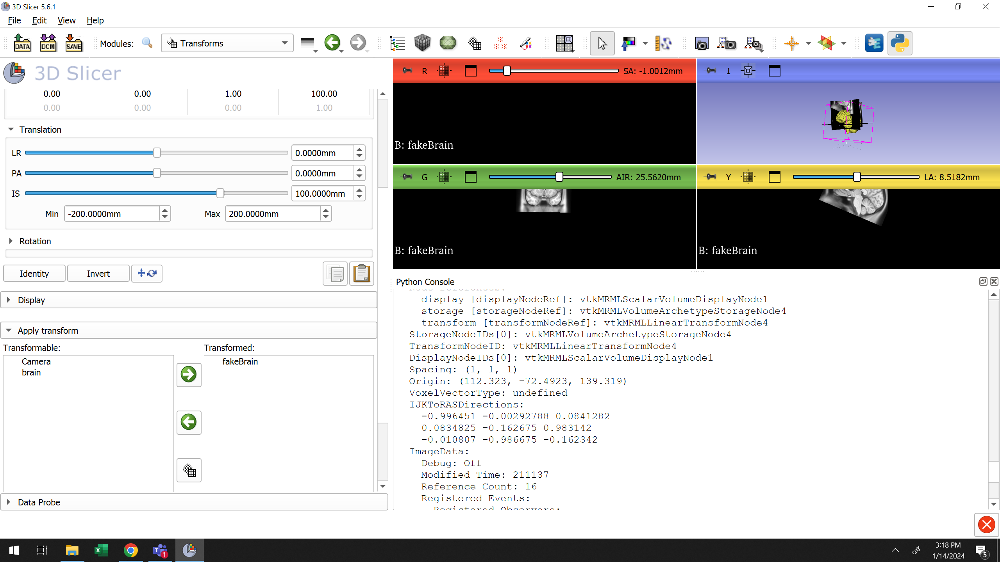 3D Slicer 5.6.1
File Edit View Help
DATA DCM SAVE Modules: Transforms
3D Slicer
0.00 0.00 1.00 100.00
0.00 0.00 0.00 1.00
Translation
LR 0.0000mm
PA 0.0000mm
IS 100.0000mm
Min -200.0000mm Max 200.0000mm
Rotation
Identity Invert
Display
Apply transform
Transformable: Transformed:
Camera fakeBrain
brain
Data Probe
R SA: -1.0012mm
B: fakeBrain
1
G AIR: 25.5620mm
B: fakeBrain
Y LA: 8.5182mm
B: fakeBrain
Python Console
display [displayNodeRef]: vtkMRMLScalarVolumeDisplayNode1
storage [storageNodeRef]: vtkMRMLVolumeArchetypeStorageNode4
transform [transformNodeRef]: vtkMRMLLinearTransformNode4
StorageNodeIDs[0]: vtkMRMLVolumeArchetypeStorageNode4
TransformNodeID: vtkMRMLLinearTransformNode4
DisplayNodeIDs[0]: vtkMRMLScalarVolumeDisplayNode1
Spacing: (1, 1, 1)
Origin: (112.323, -72.4923, 139.319)
VoxelVectorType: undefined
IJKToRASDirections:
-0.996451 -0.00292788 0.0841282
0.0834825 -0.162675 0.983142
-0.010807 -0.986675 -0.162342
ImageData:
Debug: Off
Modified Time: 211137
Reference Count: 16
Registered Events:
Registered Observers:
3:18 PM
1/14/2024
5